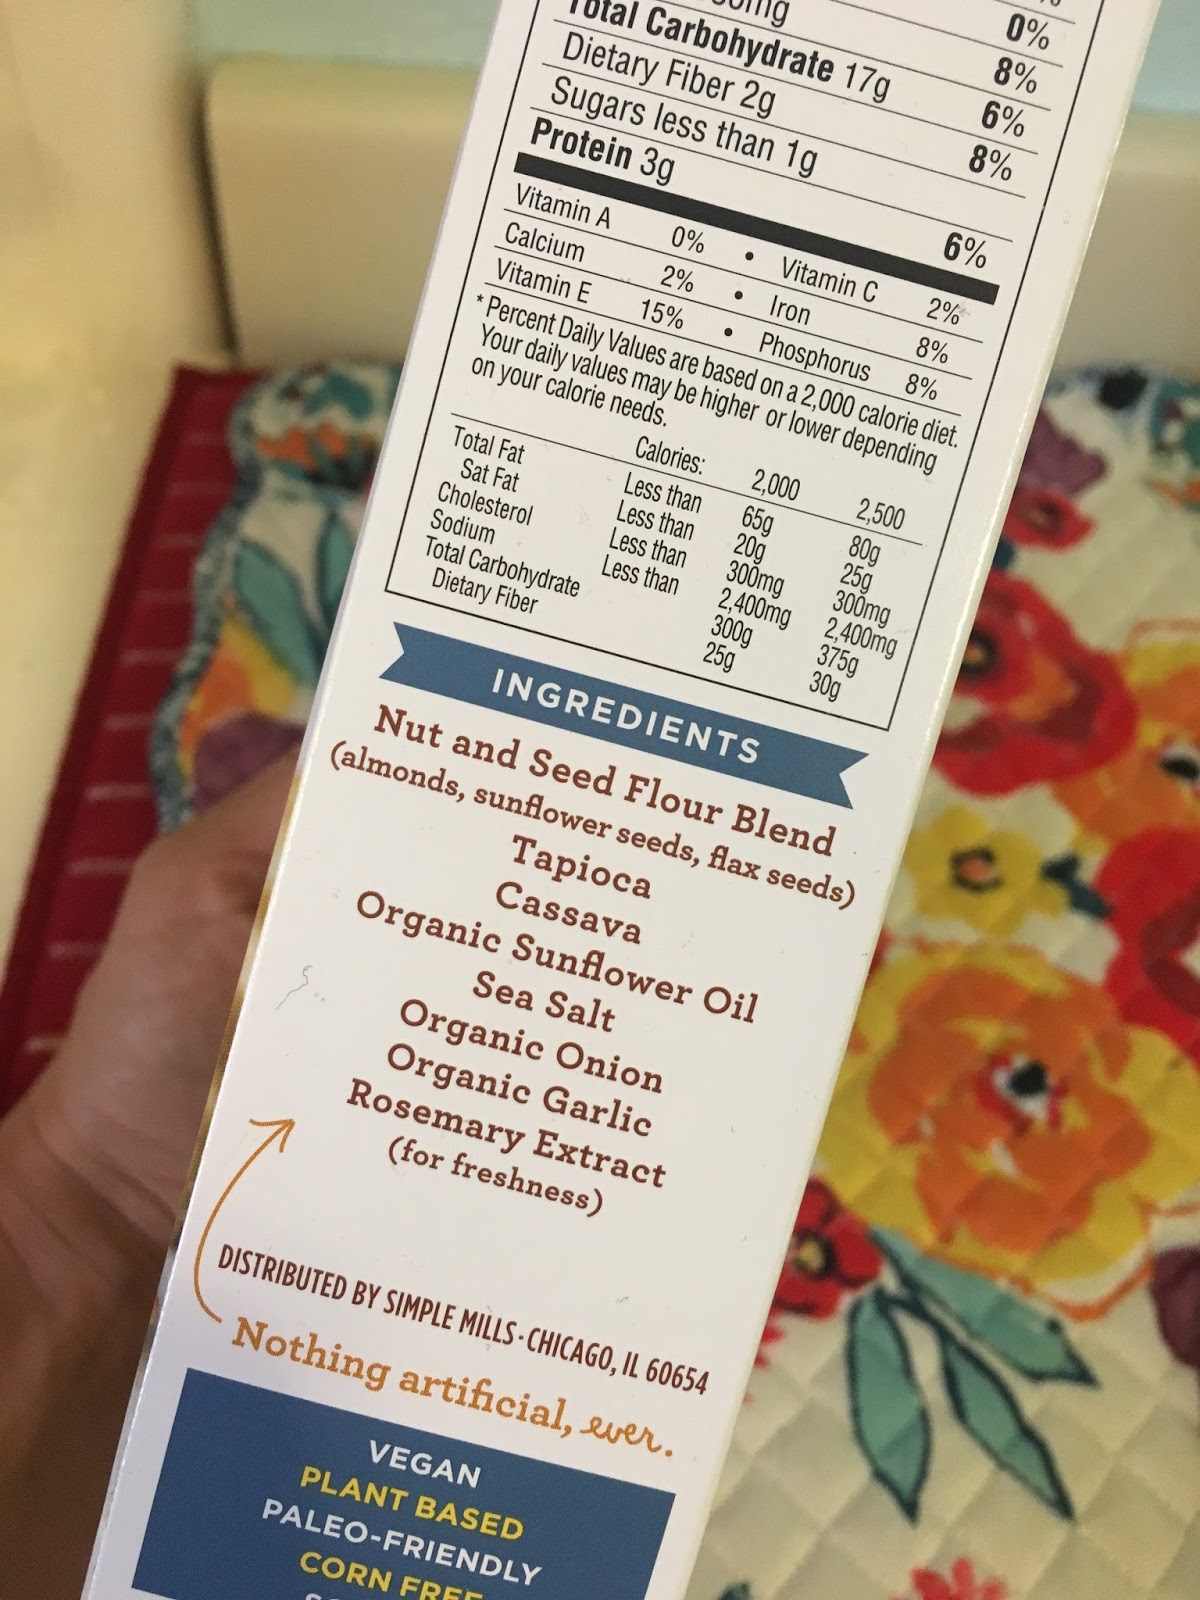 0%
Total Carbohydrate 17g 8%
Dietary Fiber 2g 6%
Sugars less than 1g 8%
Protein 3g 6%
Vitamin A 0% • Vitamin C 2%
Calcium 2% • Iron 8%
Vitamin E 15% • Phosphorus 8%
* Percent Daily Values are based on a 2,000 calorie diet.
Your daily values may be higher or lower depending
on your calorie needs.
Calories: 2,000 2,500
Total Fat Less than 65g 80g
Sat Fat Less than 20g 25g
Cholesterol Less than 300mg 300mg
Sodium Less than 2,400mg 2,400mg
Total Carbohydrate 300g 375g
Dietary Fiber 25g 30g
INGREDIENTS
Nut and Seed Flour Blend
(almonds, sunflower seeds, flax seeds)
Tapioca
Cassava
Organic Sunflower Oil
Sea Salt
Organic Onion
Organic Garlic
Rosemary Extract
(for freshness)
DISTRIBUTED BY SIMPLE MILLS · CHICAGO, IL 60654
Nothing artificial, ever.
VEGAN
PLANT BASED
PALEO-FRIENDLY
CORN FREE